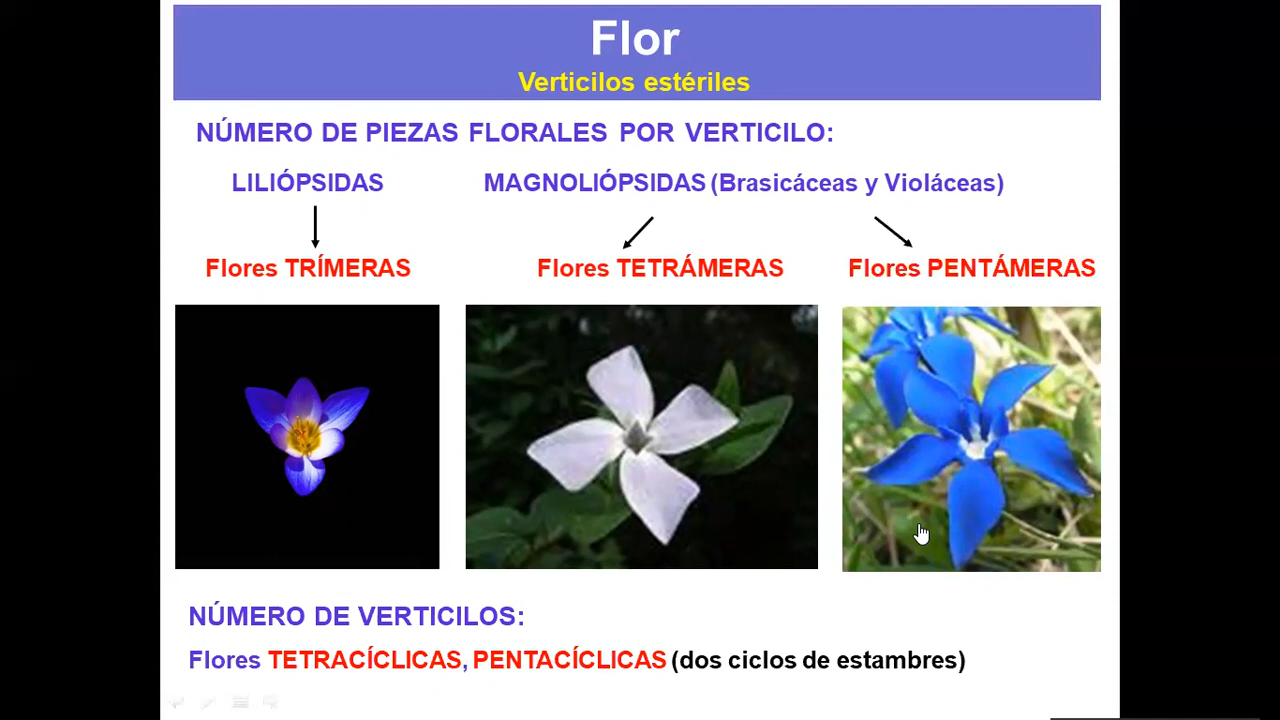 Flor
Verticilos estériles
NÚMERO DE PIEZAS FLORALES POR VERTICILO:
LILIÓPSIDAS
MAGNOLIÓPSIDAS (Brasicáceas y Violáceas)
Flores TRÍMERAS
Flores TETRÁMERAS
Flores PENTÁMERAS
NÚMERO DE VERTICILOS:
Flores TETRACÍCLICAS, PENTACÍCLICAS (dos ciclos de estambres)